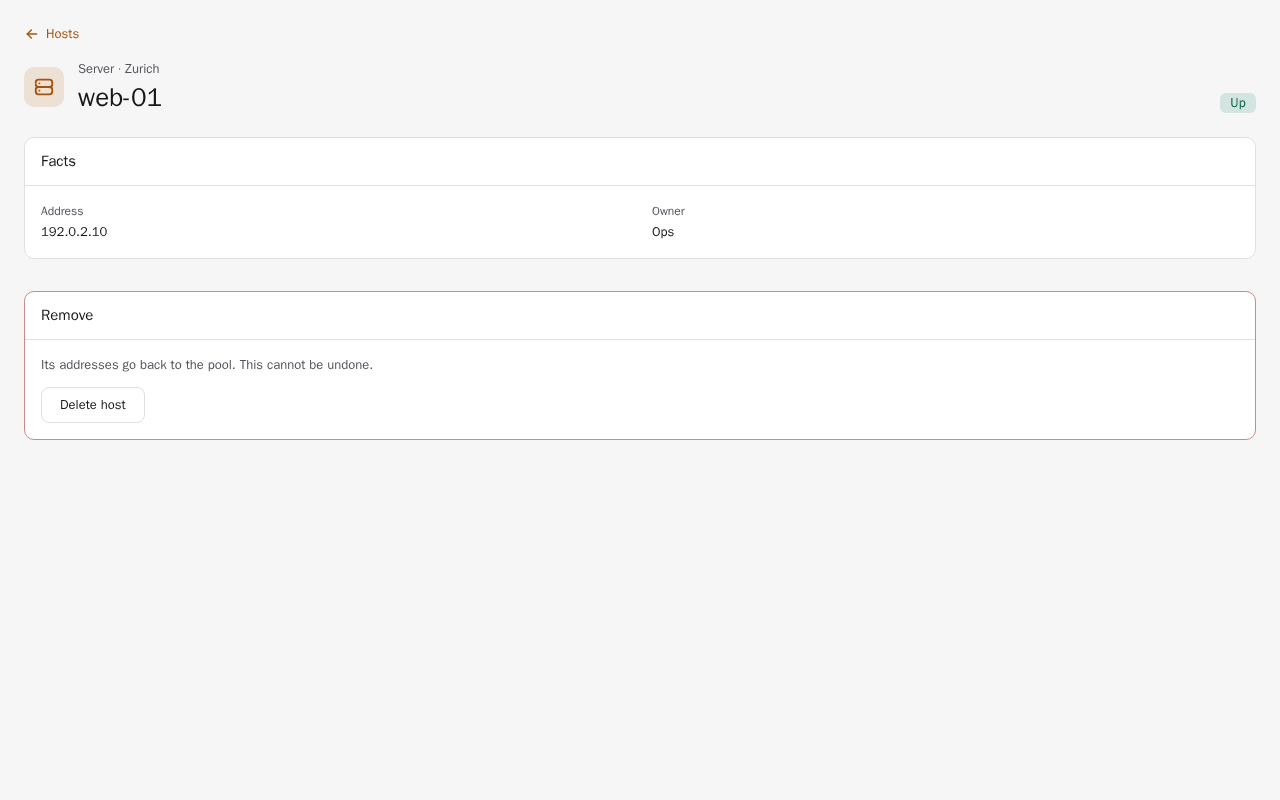 Hosts
Server · Zurich
web-01
Up
Facts
Address
192.0.2.10
Owner
Ops
Remove
Its addresses go back to the pool. This cannot be undone.
Delete host